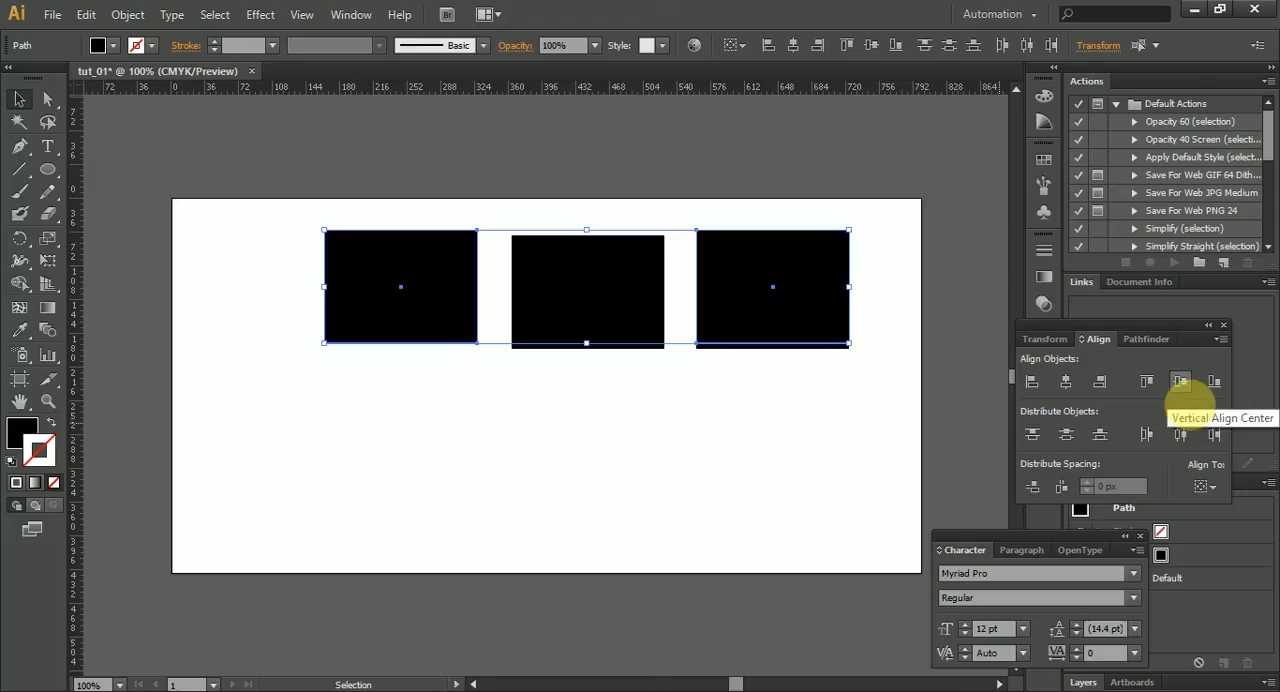 Ai File Edit Object Type Select Effect View Window Help Br Automation
Path Stroke: Basic Opacity: 100% Style: Transform
tut_01* @ 100% (CMYK/Preview)
72 36 0 36 72 108 144 180 216 252 288 324 360 396 432 468 504 540 576 612 648 684 720 756 792 828 864
Actions
Default Actions
Opacity 60 (selection)
Opacity 40 Screen (selecti...
Apply Default Style (select...
Save For Web GIF 64 Dith...
Save For Web JPG Medium
Save For Web PNG 24
Simplify (selection)
Simplify Straight (selection)
Links Document Info
Transform Align Pathfinder
Align Objects:
Distribute Objects:
Vertical Align Center
Distribute Spacing: Align To:
0 px
Path
Default
Character Paragraph OpenType
Myriad Pro
Regular
12 pt (14.4 pt)
Auto 0
100% 1 Selection
Layers Artboards